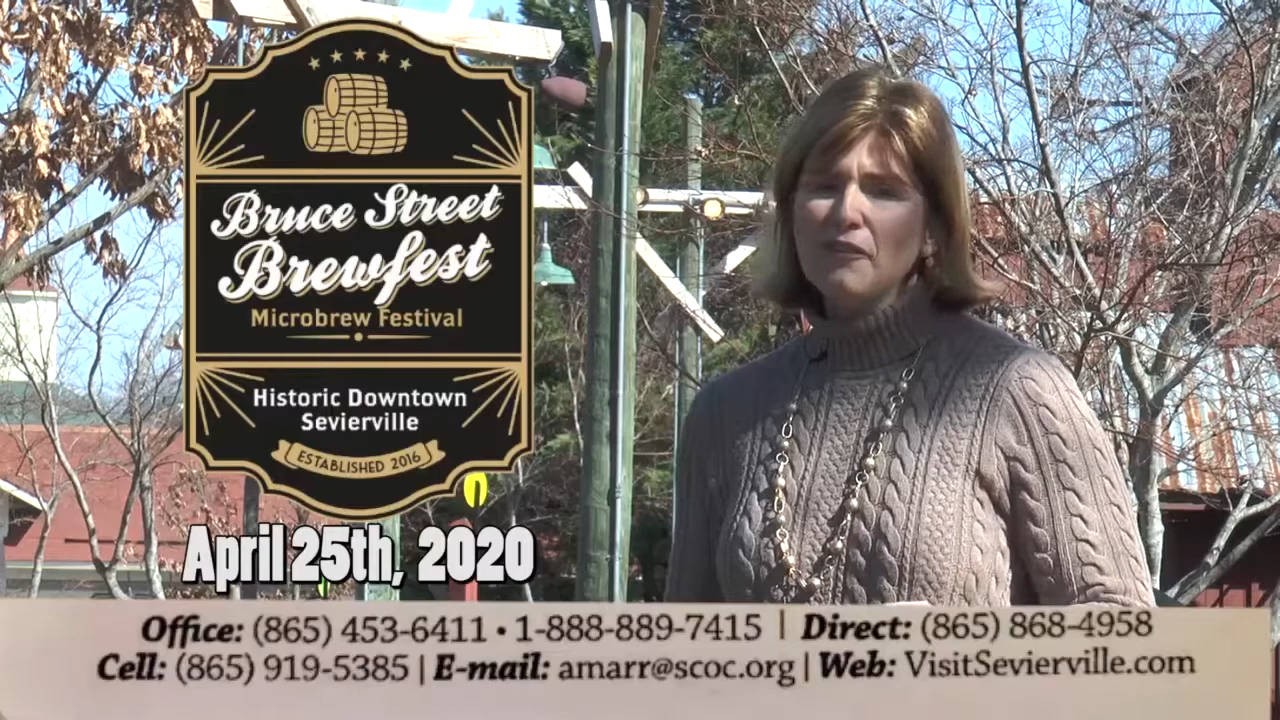 Bruce Street
Brewfest
Microbrew Festival
Historic Downtown
Sevierville
ESTABLISHED 2016
April 25th, 2020
Office: (865) 453-6411 • 1-888-889-7415 | Direct: (865) 868-4958
Cell: (865) 919-5385 | E-mail: amarr@scoc.org | Web: VisitSevierville.com